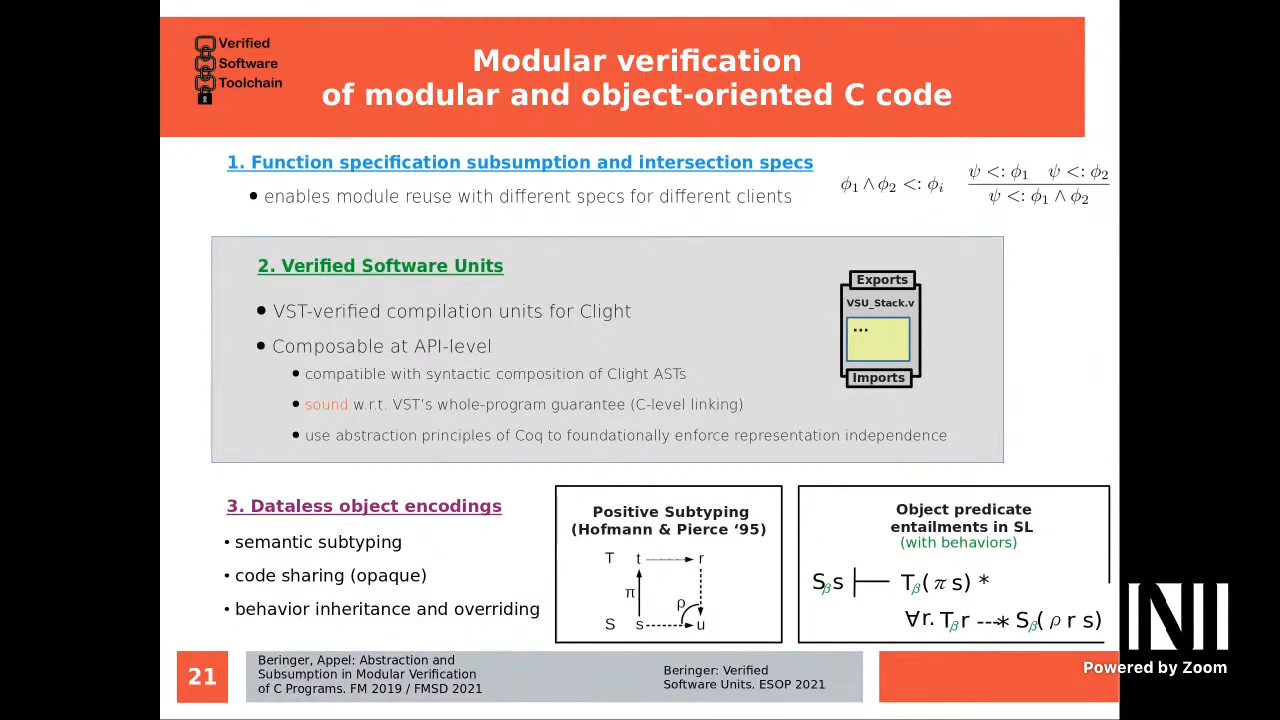 Verified
Software
Toolchain
Modular verification
of modular and object-oriented C code
1. Function specification subsumption and intersection specs
• enables module reuse with different specs for different clients
ϕ₁ ∧ ϕ₂ <: ϕᵢ
ψ <: ϕ₁ ψ <: ϕ₂
ψ <: ϕ₁ ∧ ϕ₂
2. Verified Software Units
• VST-verified compilation units for Clight
• Composable at API-level
• compatible with syntactic composition of Clight ASTs
• sound w.r.t. VST's whole-program guarantee (C-level linking)
• use abstraction principles of Coq to foundationally enforce representation independence
Exports
VSU_Stack.v
...
Imports
3. Dataless object encodings
• semantic subtyping
• code sharing (opaque)
• behavior inheritance and overriding
Positive Subtyping
(Hofmann & Pierce ‘95)
T t r
π ρ
S s u
Object predicate
entailments in SL
(with behaviors)
Sᵦs ⊢ Tᵦ(π s) *
∀r. Tᵦr --* Sᵦ(ρ r s)
21
Beringer, Appel: Abstraction and
Subsumption in Modular Verification
of C Programs. FM 2019 / FMSD 2021
Beringer: Verified
Software Units. ESOP 2021
NII
Powered by Zoom